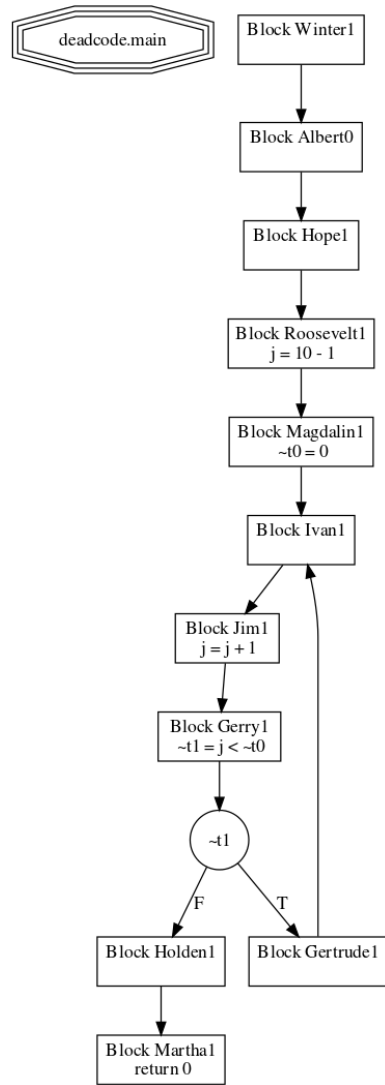 deadcode.main
Block Winter1
Block Albert0
Block Hope1
Block Roosevelt1
j = 10 - 1
Block Magdalin1
~t0 = 0
Block Ivan1
Block Jim1
j = j + 1
Block Gerry1
~t1 = j < ~t0
~t1
F
T
Block Holden1
Block Gertrude1
Block Martha1
return 0